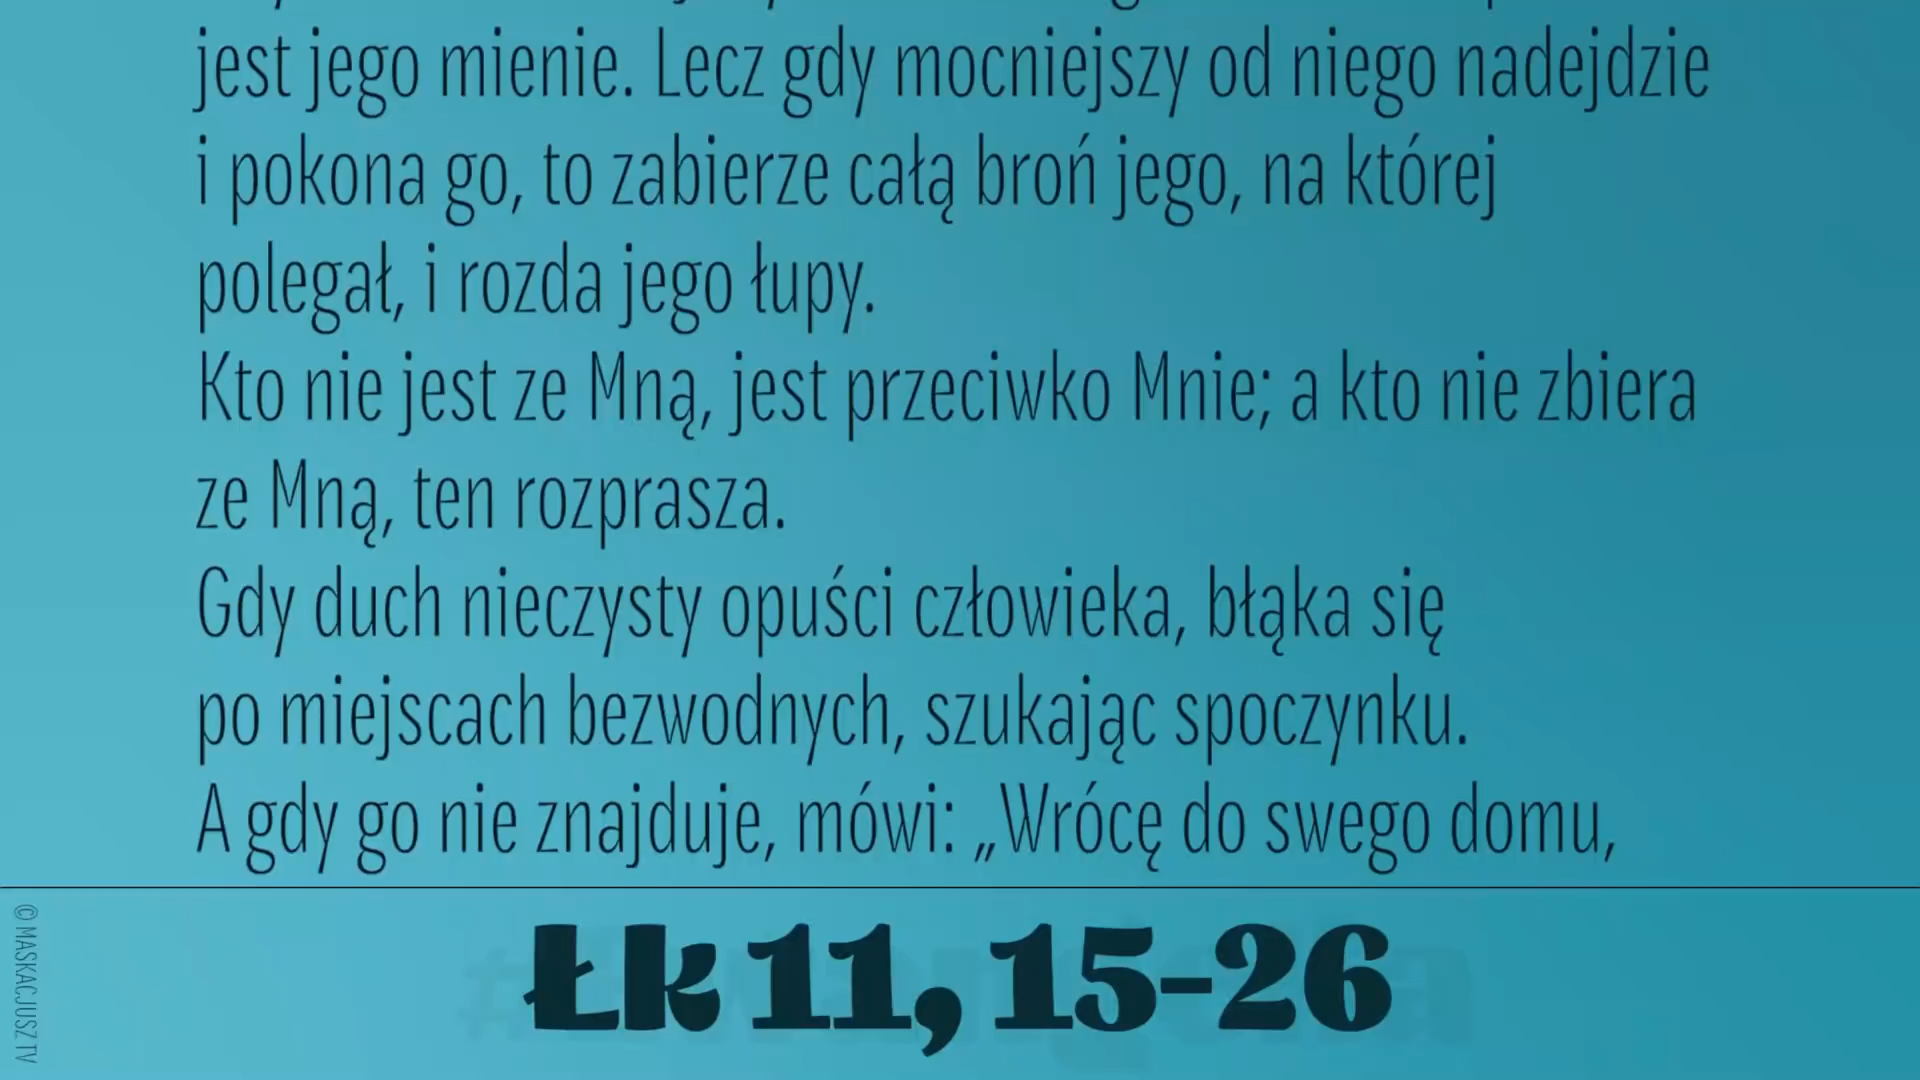 jest jego mienie. Lecz gdy mocniejszy od niego nadejdzie
i pokona go, to zabierze całą broń jego, na której
polegał, i rozda jego łupy.
Kto nie jest ze Mną, jest przeciwko Mnie; a kto nie zbiera
ze Mną, ten rozprasza.
Gdy duch nieczysty opuści człowieka, błąka się
po miejscach bezwodnych, szukając spoczynku.
A gdy go nie znajduje, mówi: „Wrócę do swego domu,
Łk 11, 15-26
© MASKACJUSZ TV